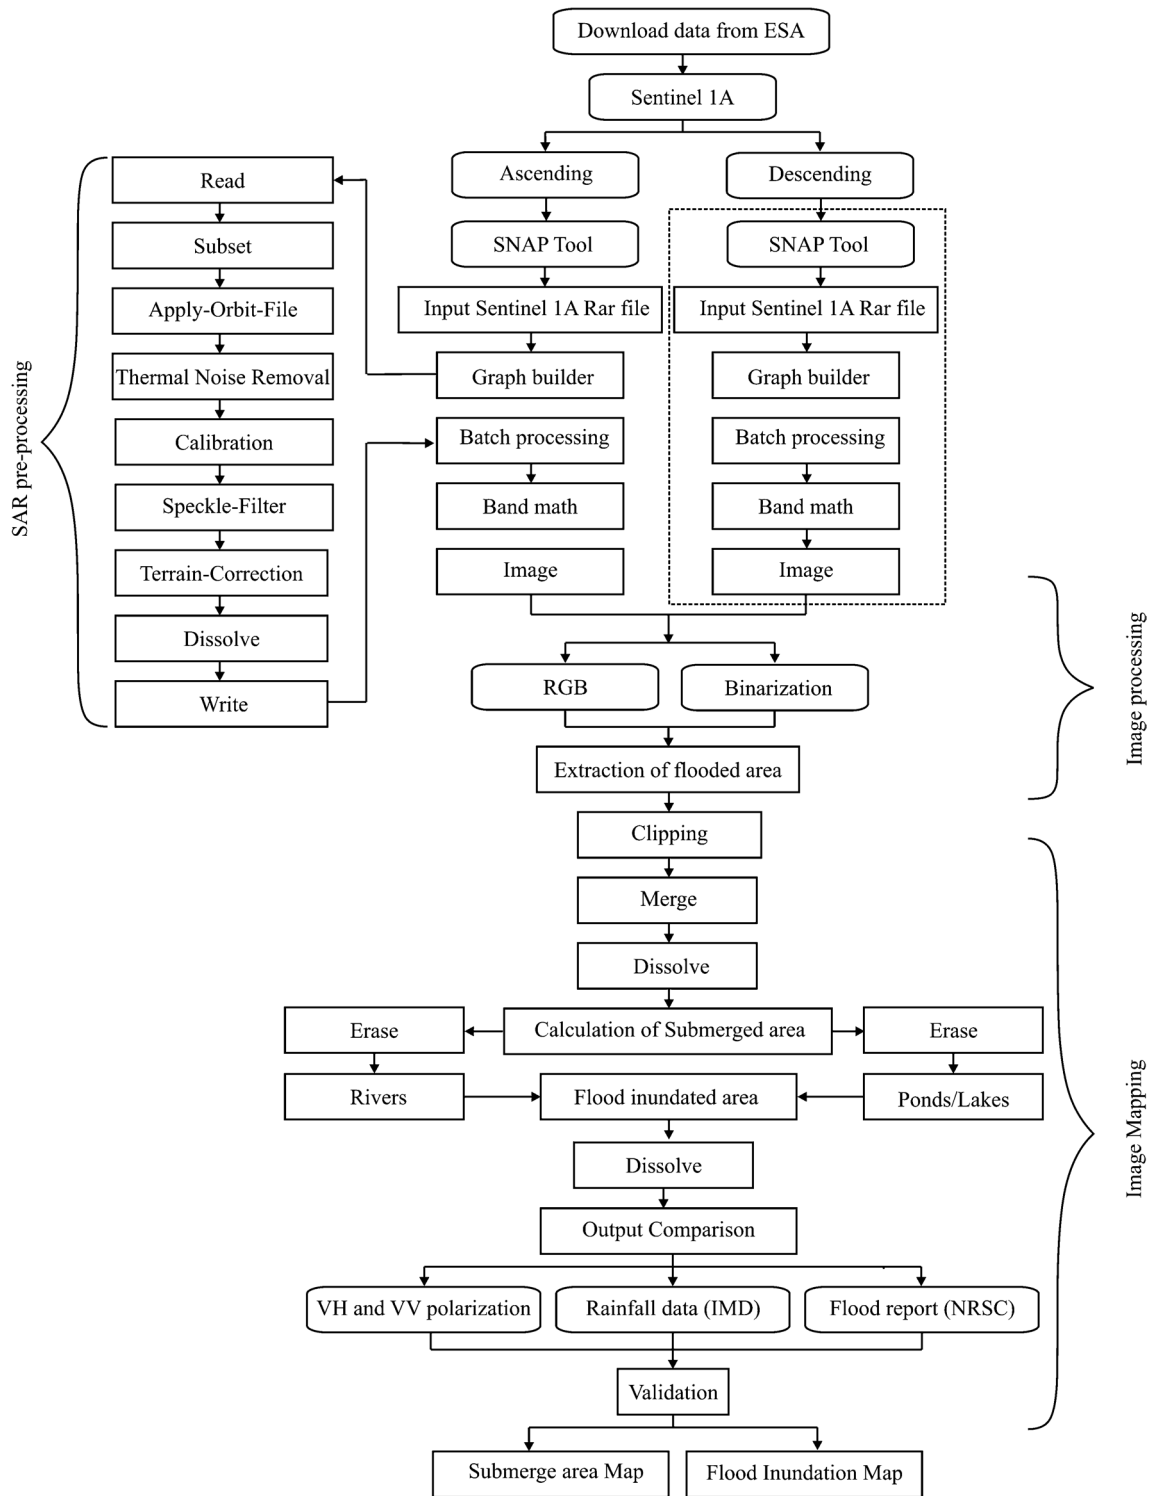 Download data from ESA
Sentinel 1A
Ascending
Descending
SNAP Tool
SNAP Tool
Input Sentinel 1A Rar file
Input Sentinel 1A Rar file
Graph builder
Graph builder
Batch processing
Batch processing
Band math
Band math
Image
Image
SAR pre-processing
Read
Subset
Apply-Orbit-File
Thermal Noise Removal
Calibration
Speckle-Filter
Terrain-Correction
Dissolve
Write
RGB
Binarization
Extraction of flooded area
Image processing
Clipping
Merge
Dissolve
Erase
Calculation of Submerged area
Erase
Rivers
Flood inundated area
Ponds/Lakes
Dissolve
Output Comparison
VH and VV polarization
Rainfall data (IMD)
Flood report (NRSC)
Validation
Image Mapping
Submerge area Map
Flood Inundation Map